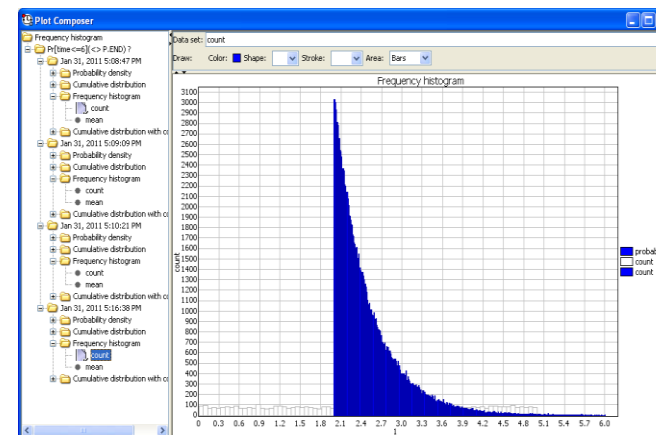 Plot Composer
Frequency histogram
Pr[time<=6](<> P.END) ?
Jan 31, 2011 5:08:47 PM
Probability density
Cumulative distribution
Frequency histogram
count
mean
Cumulative distribution with co
Jan 31, 2011 5:09:09 PM
Probability density
Cumulative distribution
Frequency histogram
count
mean
Cumulative distribution with co
Jan 31, 2011 5:10:21 PM
Probability density
Cumulative distribution
Frequency histogram
count
mean
Cumulative distribution with co
Jan 31, 2011 5:16:38 PM
Probability density
Cumulative distribution
Frequency histogram
count
mean
Cumulative distribution with co
Data set: count
Draw: Color: Shape: Stroke: Area: Bars
Frequency histogram
3100
3000
2900
2800
2700
2600
2500
2400
2300
2200
2100
2000
1900
1800
1700
1600
1500
1400
1300
1200
1100
1000
900
800
700
600
500
400
300
200
100
0
count
0 0.3 0.6 0.9 1.2 1.5 1.8 2.1 2.4 2.7 3.0 3.3 3.6 3.9 4.2 4.5 4.8 5.1 5.4 5.7 6.0
1
probab
count
count